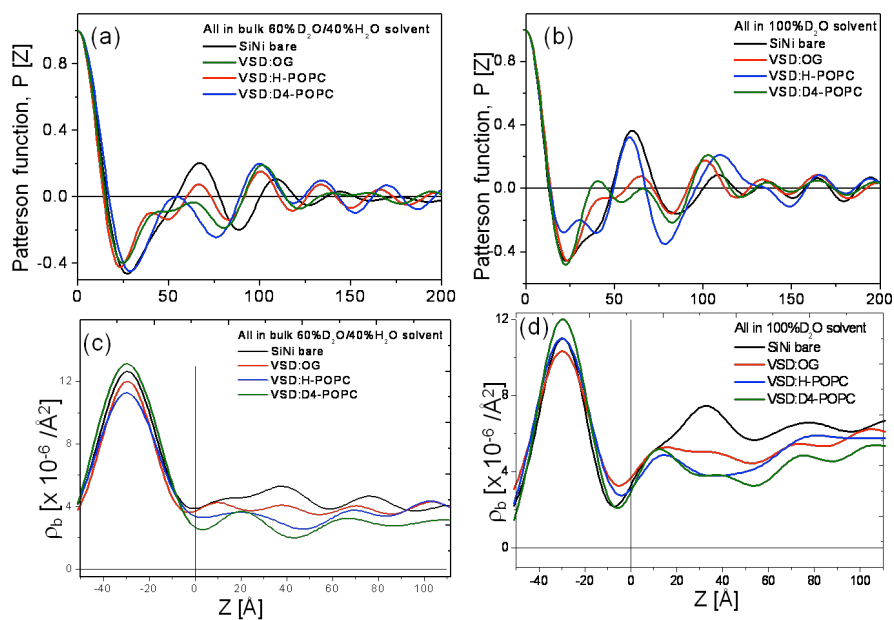 (a)
All in bulk 60%D2O/40%H2O solvent
SiNi bare
VSD:OG
VSD:H-POPC
VSD:D4-POPC
Patterson function, P [Z]
0.8
0.4
0.0
-0.4
0 50 100 150 200
(b)
All in 100%D2O solvent
SiNi bare
VSD:OG
VSD:H-POPC
VSD:D4-POPC
Patterson function, P [Z]
0.8
0.4
0.0
-0.4
0 50 100 150 200
(c)
All in bulk 60%D2O/40%H2O solvent
SiNi bare
VSD:OG
VSD:H-POPC
VSD:D4-POPC
ρb [x 10-6 /Å2]
12
8
4
0
-40 -20 0 20 40 60 80 100
Z [Å]
(d)
All in 100%D2O solvent
SiNi bare
VSD:OG
VSD:H-POPC
VSD:D4-POPC
ρb [x 10-6 /Å2]
12
8
4
0
-40 -20 0 20 40 60 80 100
Z [Å]